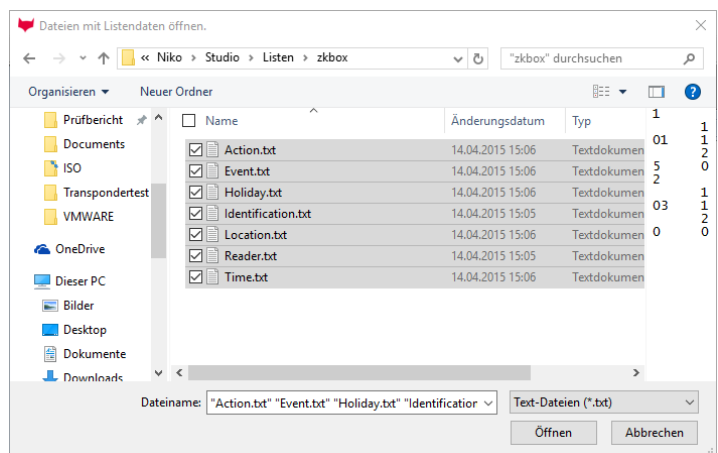 Dateien mit Listendaten öffnen.
« Niko > Studio > Listen > zkbox
"zkbox" durchsuchen
Organisieren
Neuer Ordner
Prüfbericht
Documents
ISO
Transpondertest
VMWARE
OneDrive
Dieser PC
Bilder
Desktop
Dokumente
Downloads
Name Änderungsdatum Typ
Action.txt 14.04.2015 15:06 Textdokumen
Event.txt 14.04.2015 15:06 Textdokumen
Holiday.txt 14.04.2015 15:06 Textdokumen
Identification.txt 14.04.2015 15:05 Textdokumen
Location.txt 14.04.2015 15:06 Textdokumen
Reader.txt 14.04.2015 15:05 Textdokumen
Time.txt 14.04.2015 15:06 Textdokumen
1
1
01 1
2
5 0
2
1
03 1
2
0 0
Dateiname: "Action.txt" "Event.txt" "Holiday.txt" "Identification
Text-Dateien (*.txt)
Öffnen
Abbrechen